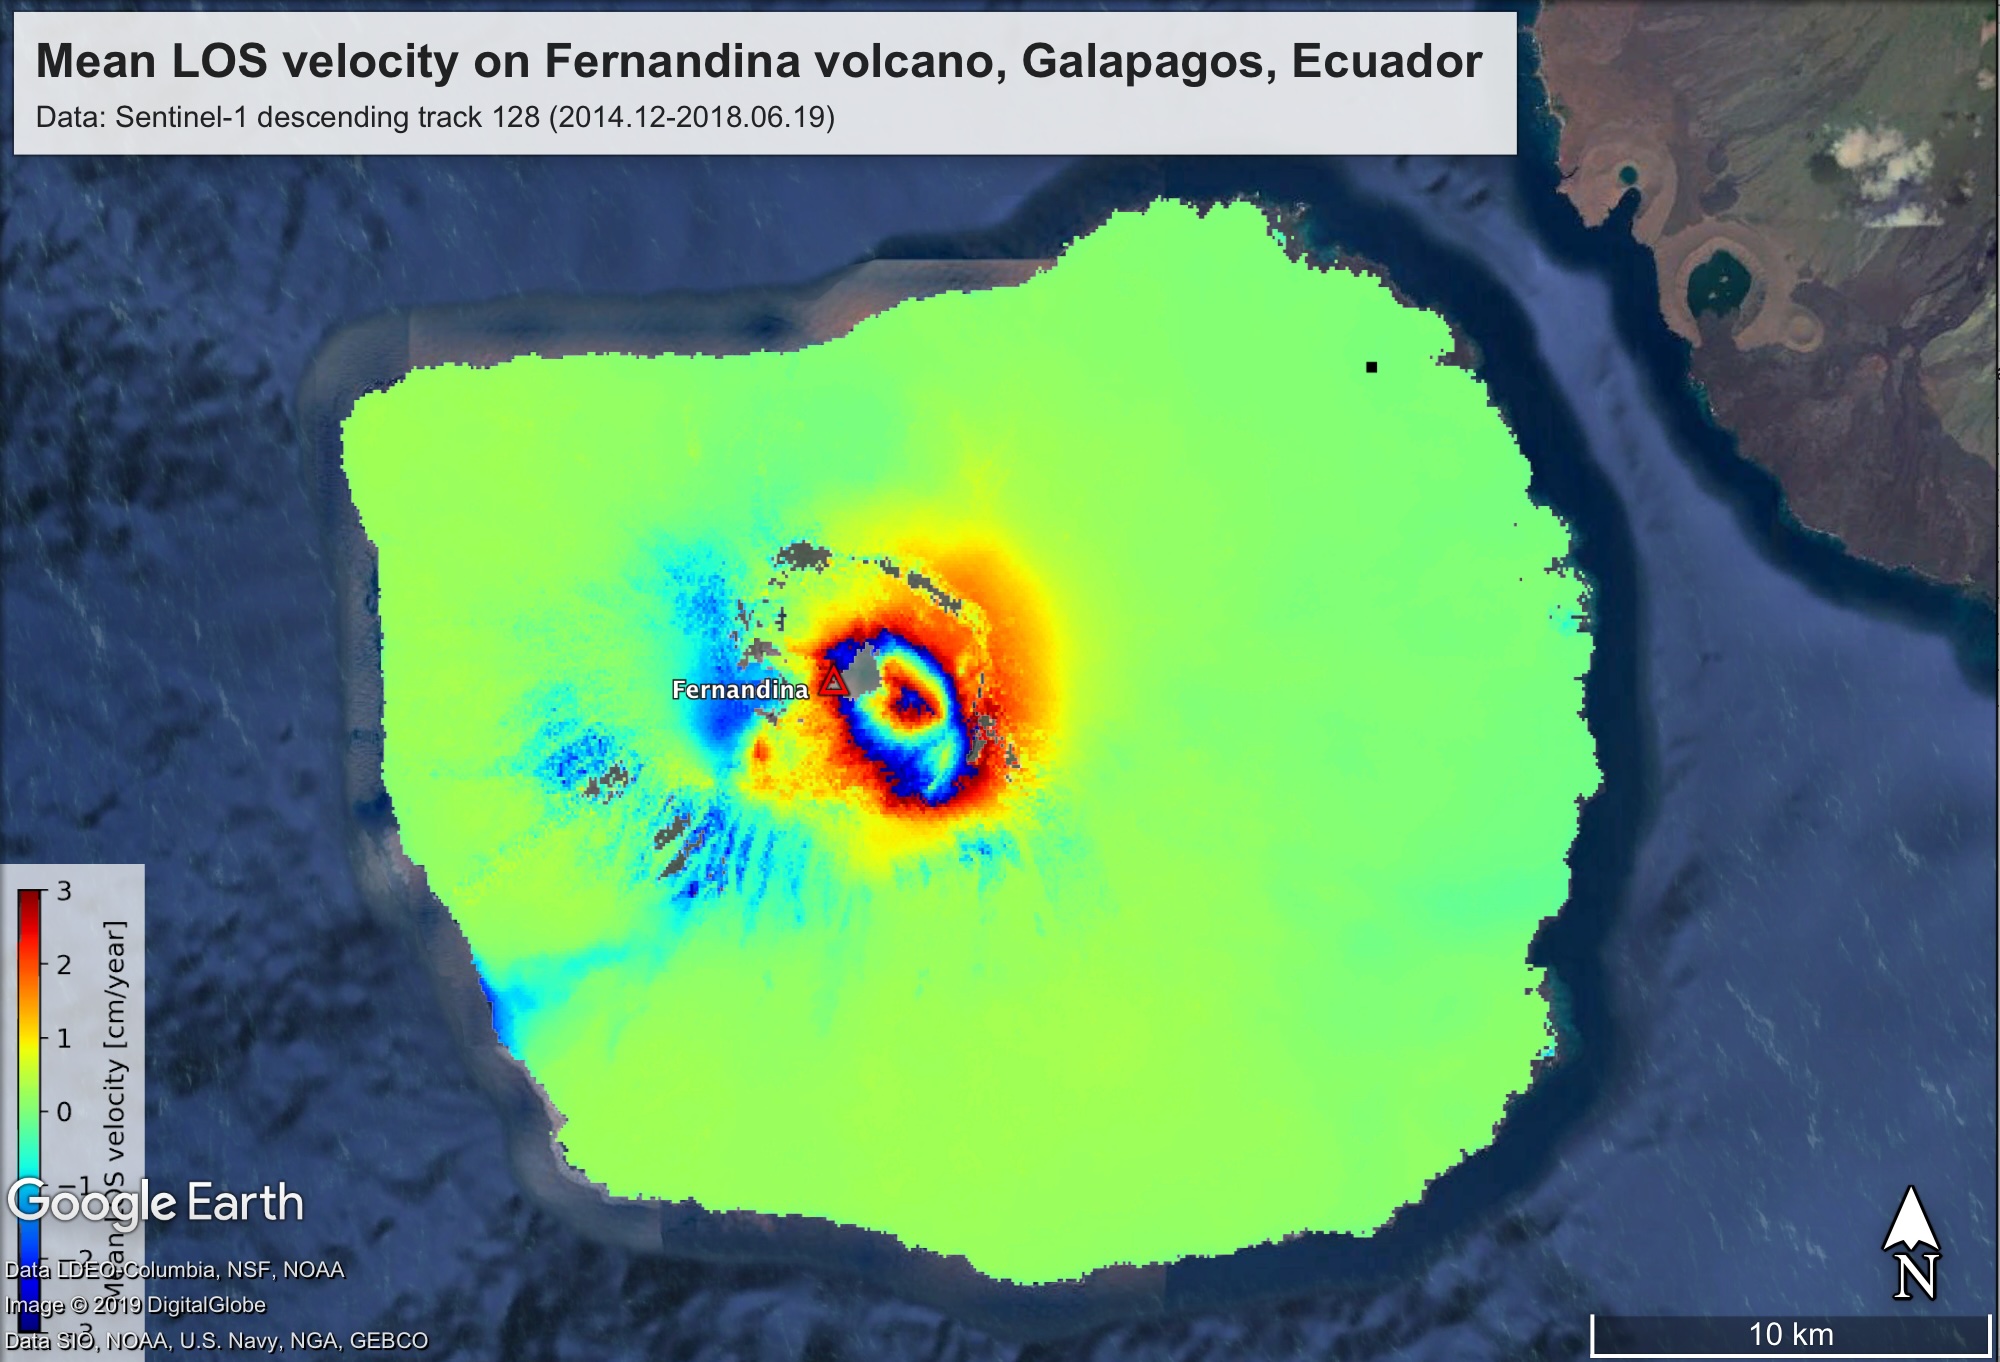 Mean LOS velocity on Fernandina volcano, Galapagos, Ecuador
Data: Sentinel-1 descending track 128 (2014.12-2018.06.19)
Fernandina
3
2
1
0
−1
−2
−3
Mean LOS velocity [cm/year]
Google Earth
Data LDEO-Columbia, NSF, NOAA
Image © 2019 DigitalGlobe
Data SIO, NOAA, U.S. Navy, NGA, GEBCO
N
10 km